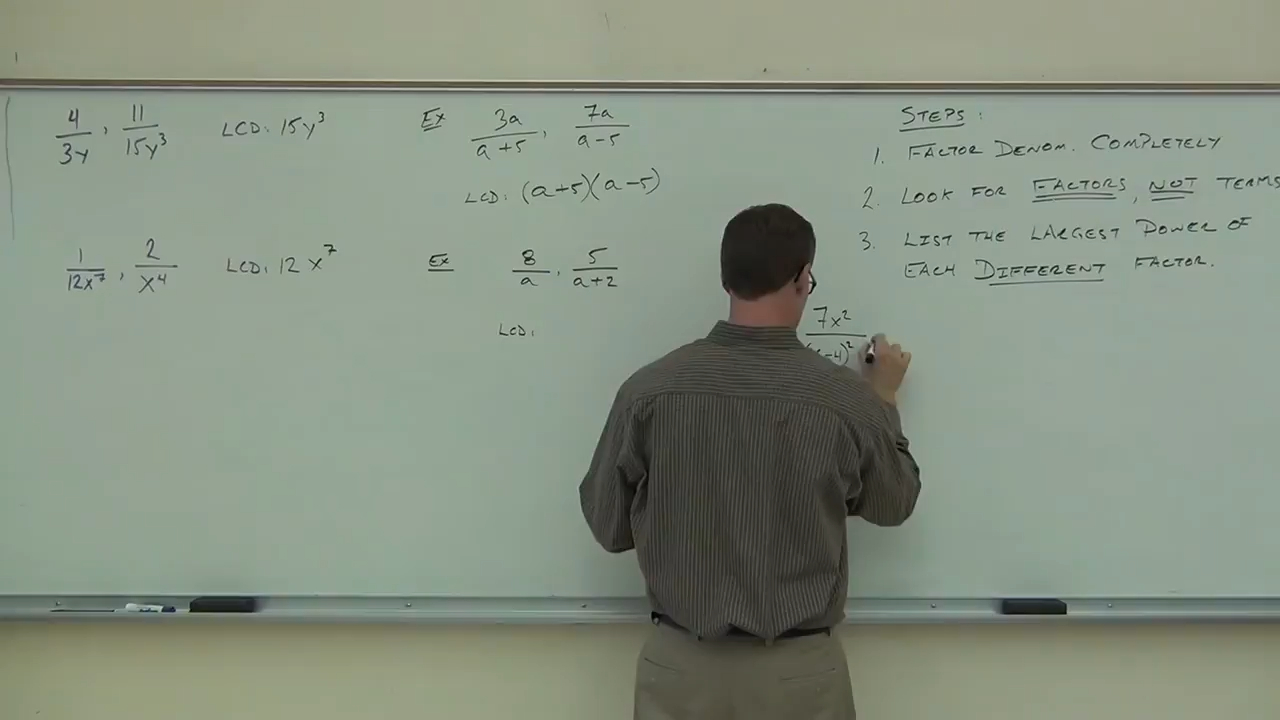 4/3y , 11/15y³ LCD: 15y³
1/12x⁷ , 2/x⁴ LCD: 12x⁷
Ex 3a/a+5 , 7a/a-5
LCD: (a+5)(a-5)
Ex 8/a , 5/a+2
LCD:
7x²
-4)²
STEPS:
1. FACTOR DENOM. COMPLETELY
2. LOOK FOR FACTORS, NOT TERMS
3. LIST THE LARGEST POWER OF
EACH DIFFERENT FACTOR.